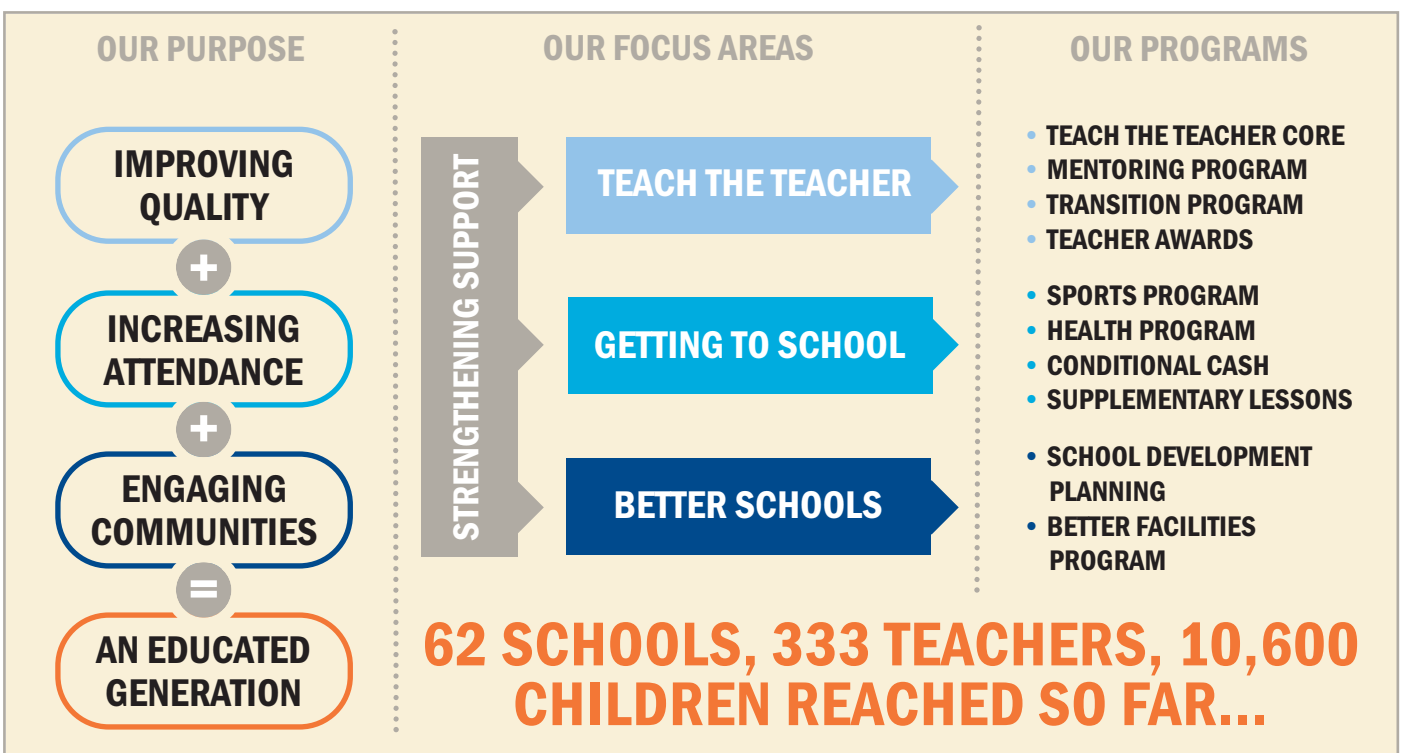 OUR PURPOSE
IMPROVING
QUALITY
+
INCREASING
ATTENDANCE
+
ENGAGING
COMMUNITIES
=
AN EDUCATED
GENERATION
OUR FOCUS AREAS
STRENGTHENING SUPPORT
TEACH THE TEACHER
GETTING TO SCHOOL
BETTER SCHOOLS
OUR PROGRAMS
• TEACH THE TEACHER CORE
• MENTORING PROGRAM
• TRANSITION PROGRAM
• TEACHER AWARDS
• SPORTS PROGRAM
• HEALTH PROGRAM
• CONDITIONAL CASH
• SUPPLEMENTARY LESSONS
• SCHOOL DEVELOPMENT
PLANNING
• BETTER FACILITIES
PROGRAM
62 SCHOOLS, 333 TEACHERS, 10,600
CHILDREN REACHED SO FAR...